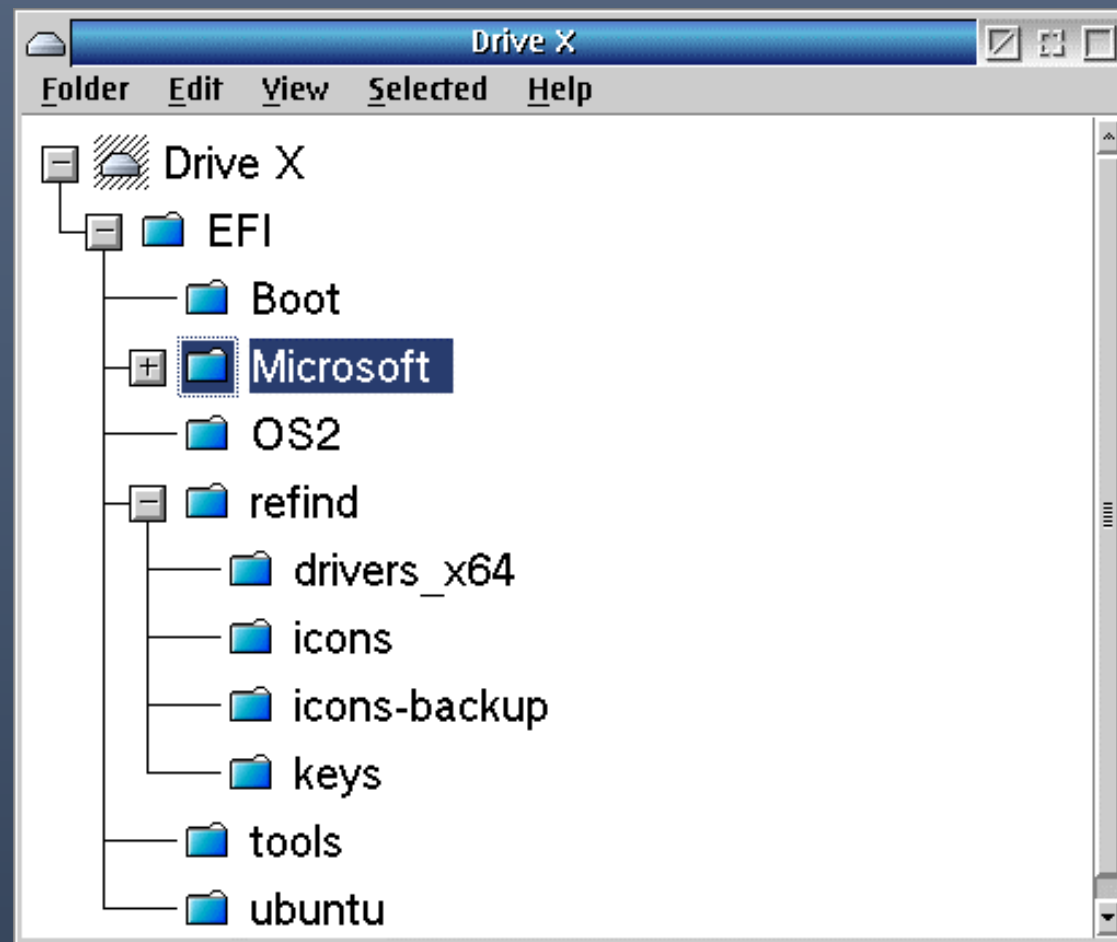 Drive X
Folder Edit View Selected Help
Drive X
EFI
Boot
Microsoft
OS2
refind
drivers_x64
icons
icons-backup
keys
tools
ubuntu